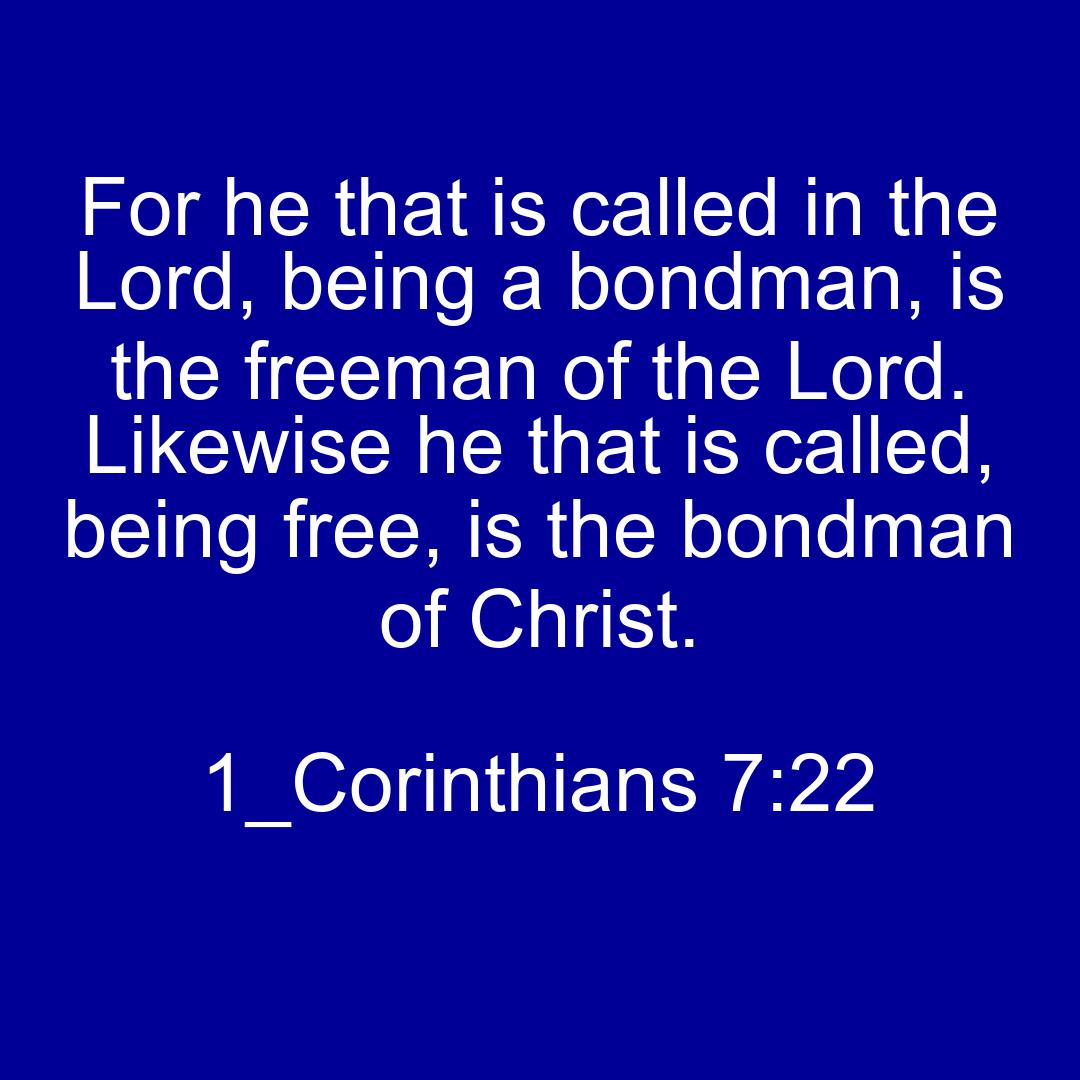 For he that is called in the
Lord, being a bondman, is
the freeman of the Lord.
Likewise he that is called,
being free, is the bondman
of Christ.
1_Corinthians 7:22